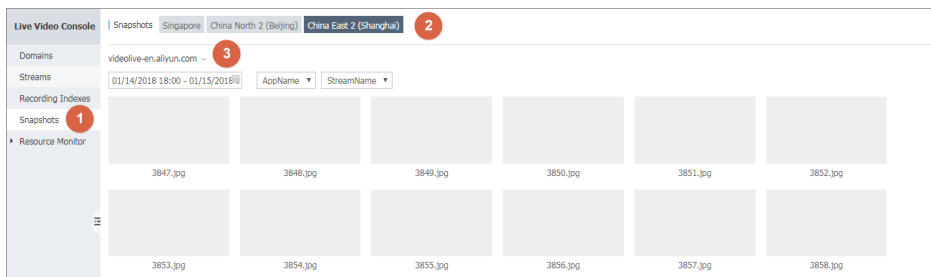 Live Video Console
Snapshots Singapore China North 2 (Beijing) China East 2 (Shanghai) 2
Domains
Streams
Recording Indexes
Snapshots 1
Resource Monitor
videolive-en.aliyun.com 3
01/14/2018 18:00 - 01/15/2018 AppName StreamName
3847.jpg 3848.jpg 3849.jpg 3850.jpg 3851.jpg 3852.jpg
3853.jpg 3854.jpg 3855.jpg 3856.jpg 3857.jpg 3858.jpg